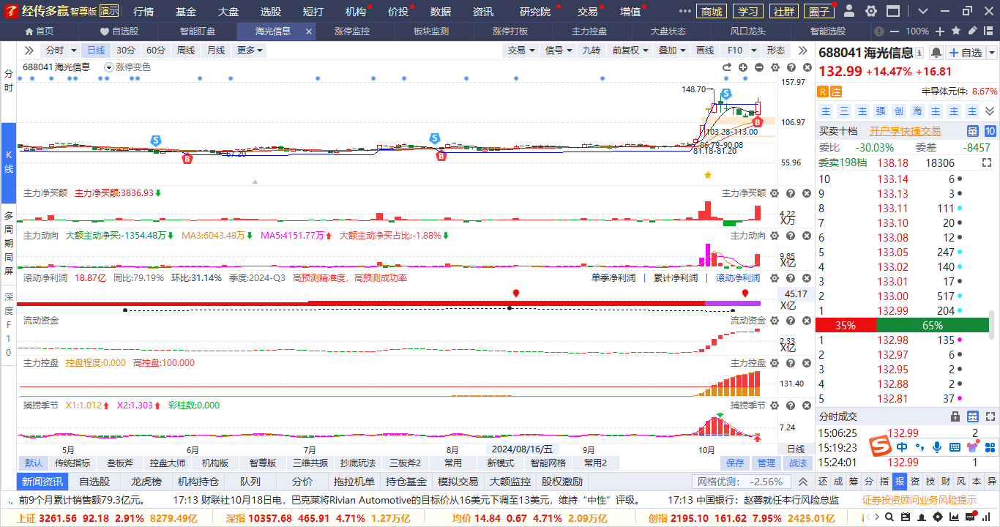 经传多赢 智尊版 演示 行情 基金 大盘 选股 短打 机构 价投 数据 资讯 研究院 交易 增值 商城 学习 社群 圈子
首页 自选股 智能盯盘 海光信息 涨停监控 板块监测 涨停打板 主力控盘 大盘状态 风口龙头 智能选股 100%
分时 日线 30分 60分 周线 月线 更多 交易 信号 九转 前复权 叠加 画线 F10 形态
688041 海光信息 涨停变色
157.97
148.70
106.97
103.28-113.00
86.79-90.08
81.18-81.20
67.20
55.96
S
B
S
B
S
B
主力净买额 主力净买额:3836.93 主力净买额
4.22
X万
主力动向 大额主动净买:-1354.48万 MA3:6043.48万 MA5:4151.77万 大额主动净买占比:-1.88% 主力动向
9.85
X亿
滚动净利润 18.87亿 同比:79.19% 环比:31.14% 季度:2024-Q3 高预测精准度，高预测成功率 单季净利润 | 累计净利润 | 滚动净利润
45.17
X亿
流动资金 流动资金
2.33
X亿
主力控盘 控盘程度:0.000 高控盘:100.000 主力控盘
131.40
捕捞季节 X1:1.012 X2:1.303 彩柱数:0.000 捕捞季节
7.24
5月 6月 7月 8月 2024/08/16/五 9月 10月 日线
默认 传统指标 叁板斧 控盘大师 机构版 智尊版 三维共振 抄底玩法 三板斧2 常用 新模式 智能网格 常用2 保存 管理 战法
新闻资讯 自选股 龙虎榜 机构持仓 队列 分价 拖拉机单 持仓基金 模拟交易 大额监控 股权激励 网格优测: -2.56%
分时
K线
多周期同屏
深度F10
688041 海光信息 自选
132.99 +14.47% +16.81
R 注 半导体元件: 8.67%
主 三 主 强 创 海 主 主 主
买卖十档 开户享快捷交易 量 10
委比 -30.03% 委差 -8457
委卖198档 138.18 18306
10 133.14 6
9 133.13 3
8 133.11 111
7 133.10 20
6 133.08 12
5 133.05 247
4 133.02 140
3 133.01 17
2 133.00 517
1 132.99 204
35% 65%
1 132.98 135
2 132.97 6
3 132.95 2
4 132.88 2
5 132.81 37
分时成交 量
15:06:25 132.99 2
15:19:23
15:24:01 132.99 1
S 中
还 成 筹 分 指 报 资 技 财 风 本 异
前9个月累计销售额79.3亿元。 17:13 财联社10月18日电，巴克莱将Rivian Automotive的目标价从16美元下调至13美元，维持“中性”评级。 17:13 中国银行：赵蓉就任本行风险总监 证券投资顾问业务风险提示
上证 3261.56 92.18 2.91% 8279.49亿 深指 10357.68 465.91 4.71% 1.27万亿 均价 14.84 0.67 4.71% 2.09万亿 创指 2195.10 161.62 7.95% 2425.01亿